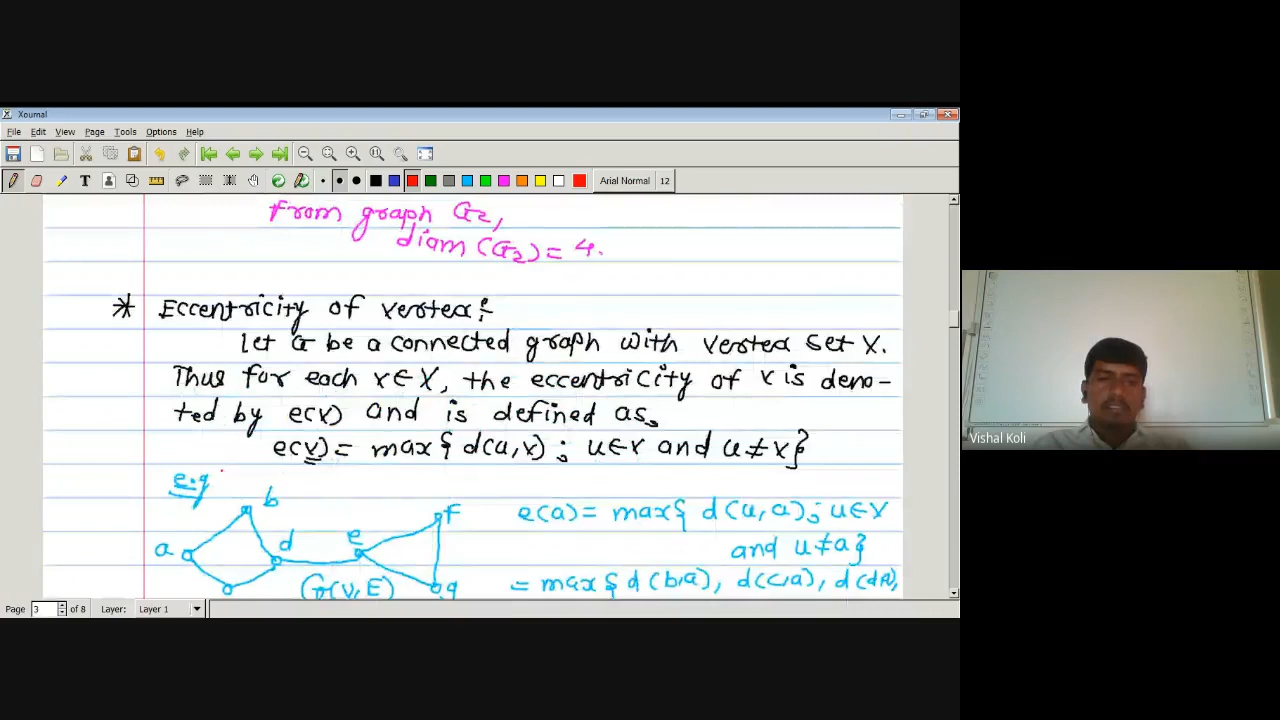 Xournal
File Edit View Page Tools Options Help
Arial Normal 12
From graph G2,
diam (G2) = 4.
* Eccentricity of vertex :
Let G be a connected graph with vertex set X.
Thus for each x ∈ X, the eccentricity of x is deno-
ted by e(v) and is defined as,
e(v) = max { d(u,x) ; u∈X and u≠x}
e.g
b
f
a
d
e
g
G(V,E)
e(a) = max{ d(u,a) ; u∈X
and u≠a}
= max{ d(b,a), d(c,a), d(d,a),
Vishal Koli
Page 3 of 8 Layer: Layer 1